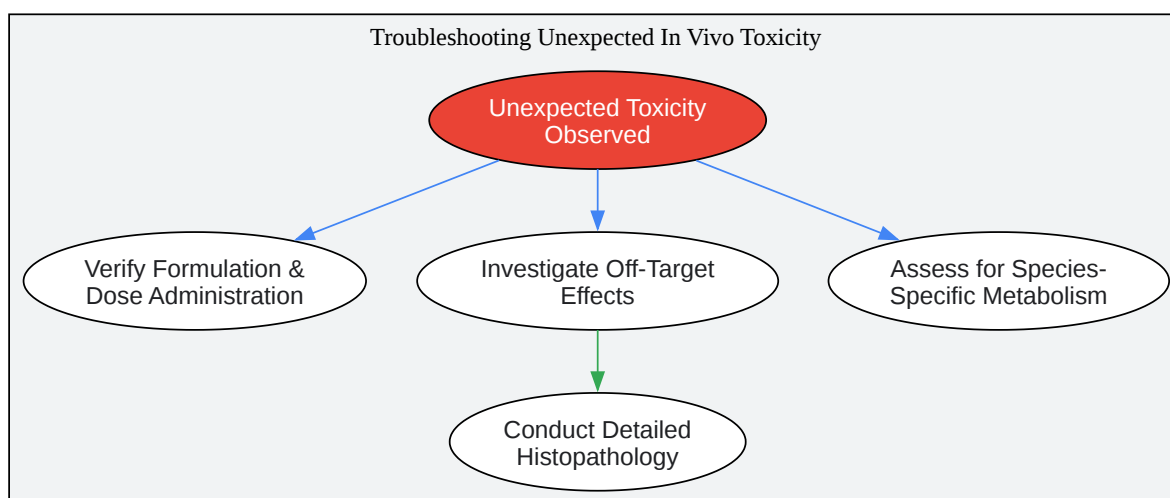 Troubleshooting Unexpected In Vivo Toxicity
Unexpected Toxicity
Observed
Verify Formulation &
Dose Administration
Investigate Off-Target
Effects
Assess for Species-
Specific Metabolism
Conduct Detailed
Histopathology